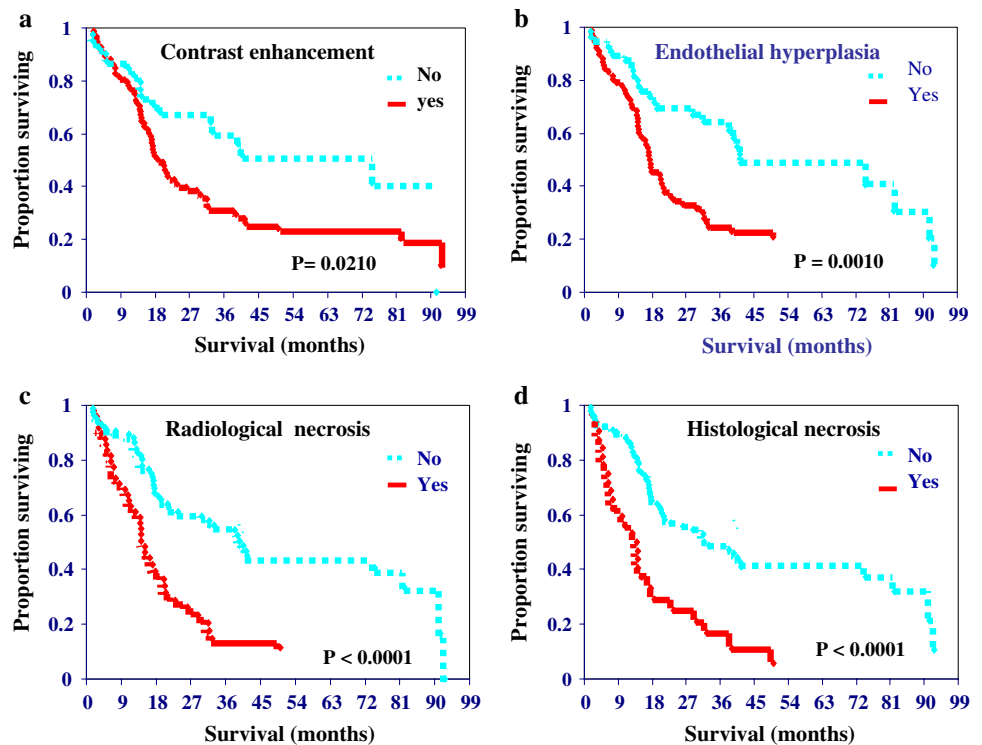 a
Contrast enhancement
No
yes
P= 0.0210
Proportion surviving
1
0.8
0.6
0.4
0.2
0
0 9 18 27 36 45 54 63 72 81 90 99
Survival (months)
b
Endothelial hyperplasia
No
Yes
P = 0.0010
Proportion surviving
1
0.8
0.6
0.4
0.2
0
0 9 18 27 36 45 54 63 72 81 90 99
Survival (months)
c
Radiological necrosis
No
Yes
P < 0.0001
Proportion surviving
1
0.8
0.6
0.4
0.2
0
0 9 18 27 36 45 54 63 72 81 90 99
Survival (months)
d
Histological necrosis
No
Yes
P < 0.0001
Proportion surviving
1
0.8
0.6
0.4
0.2
0
0 9 18 27 36 45 54 63 72 81 90 99
Survival (months)